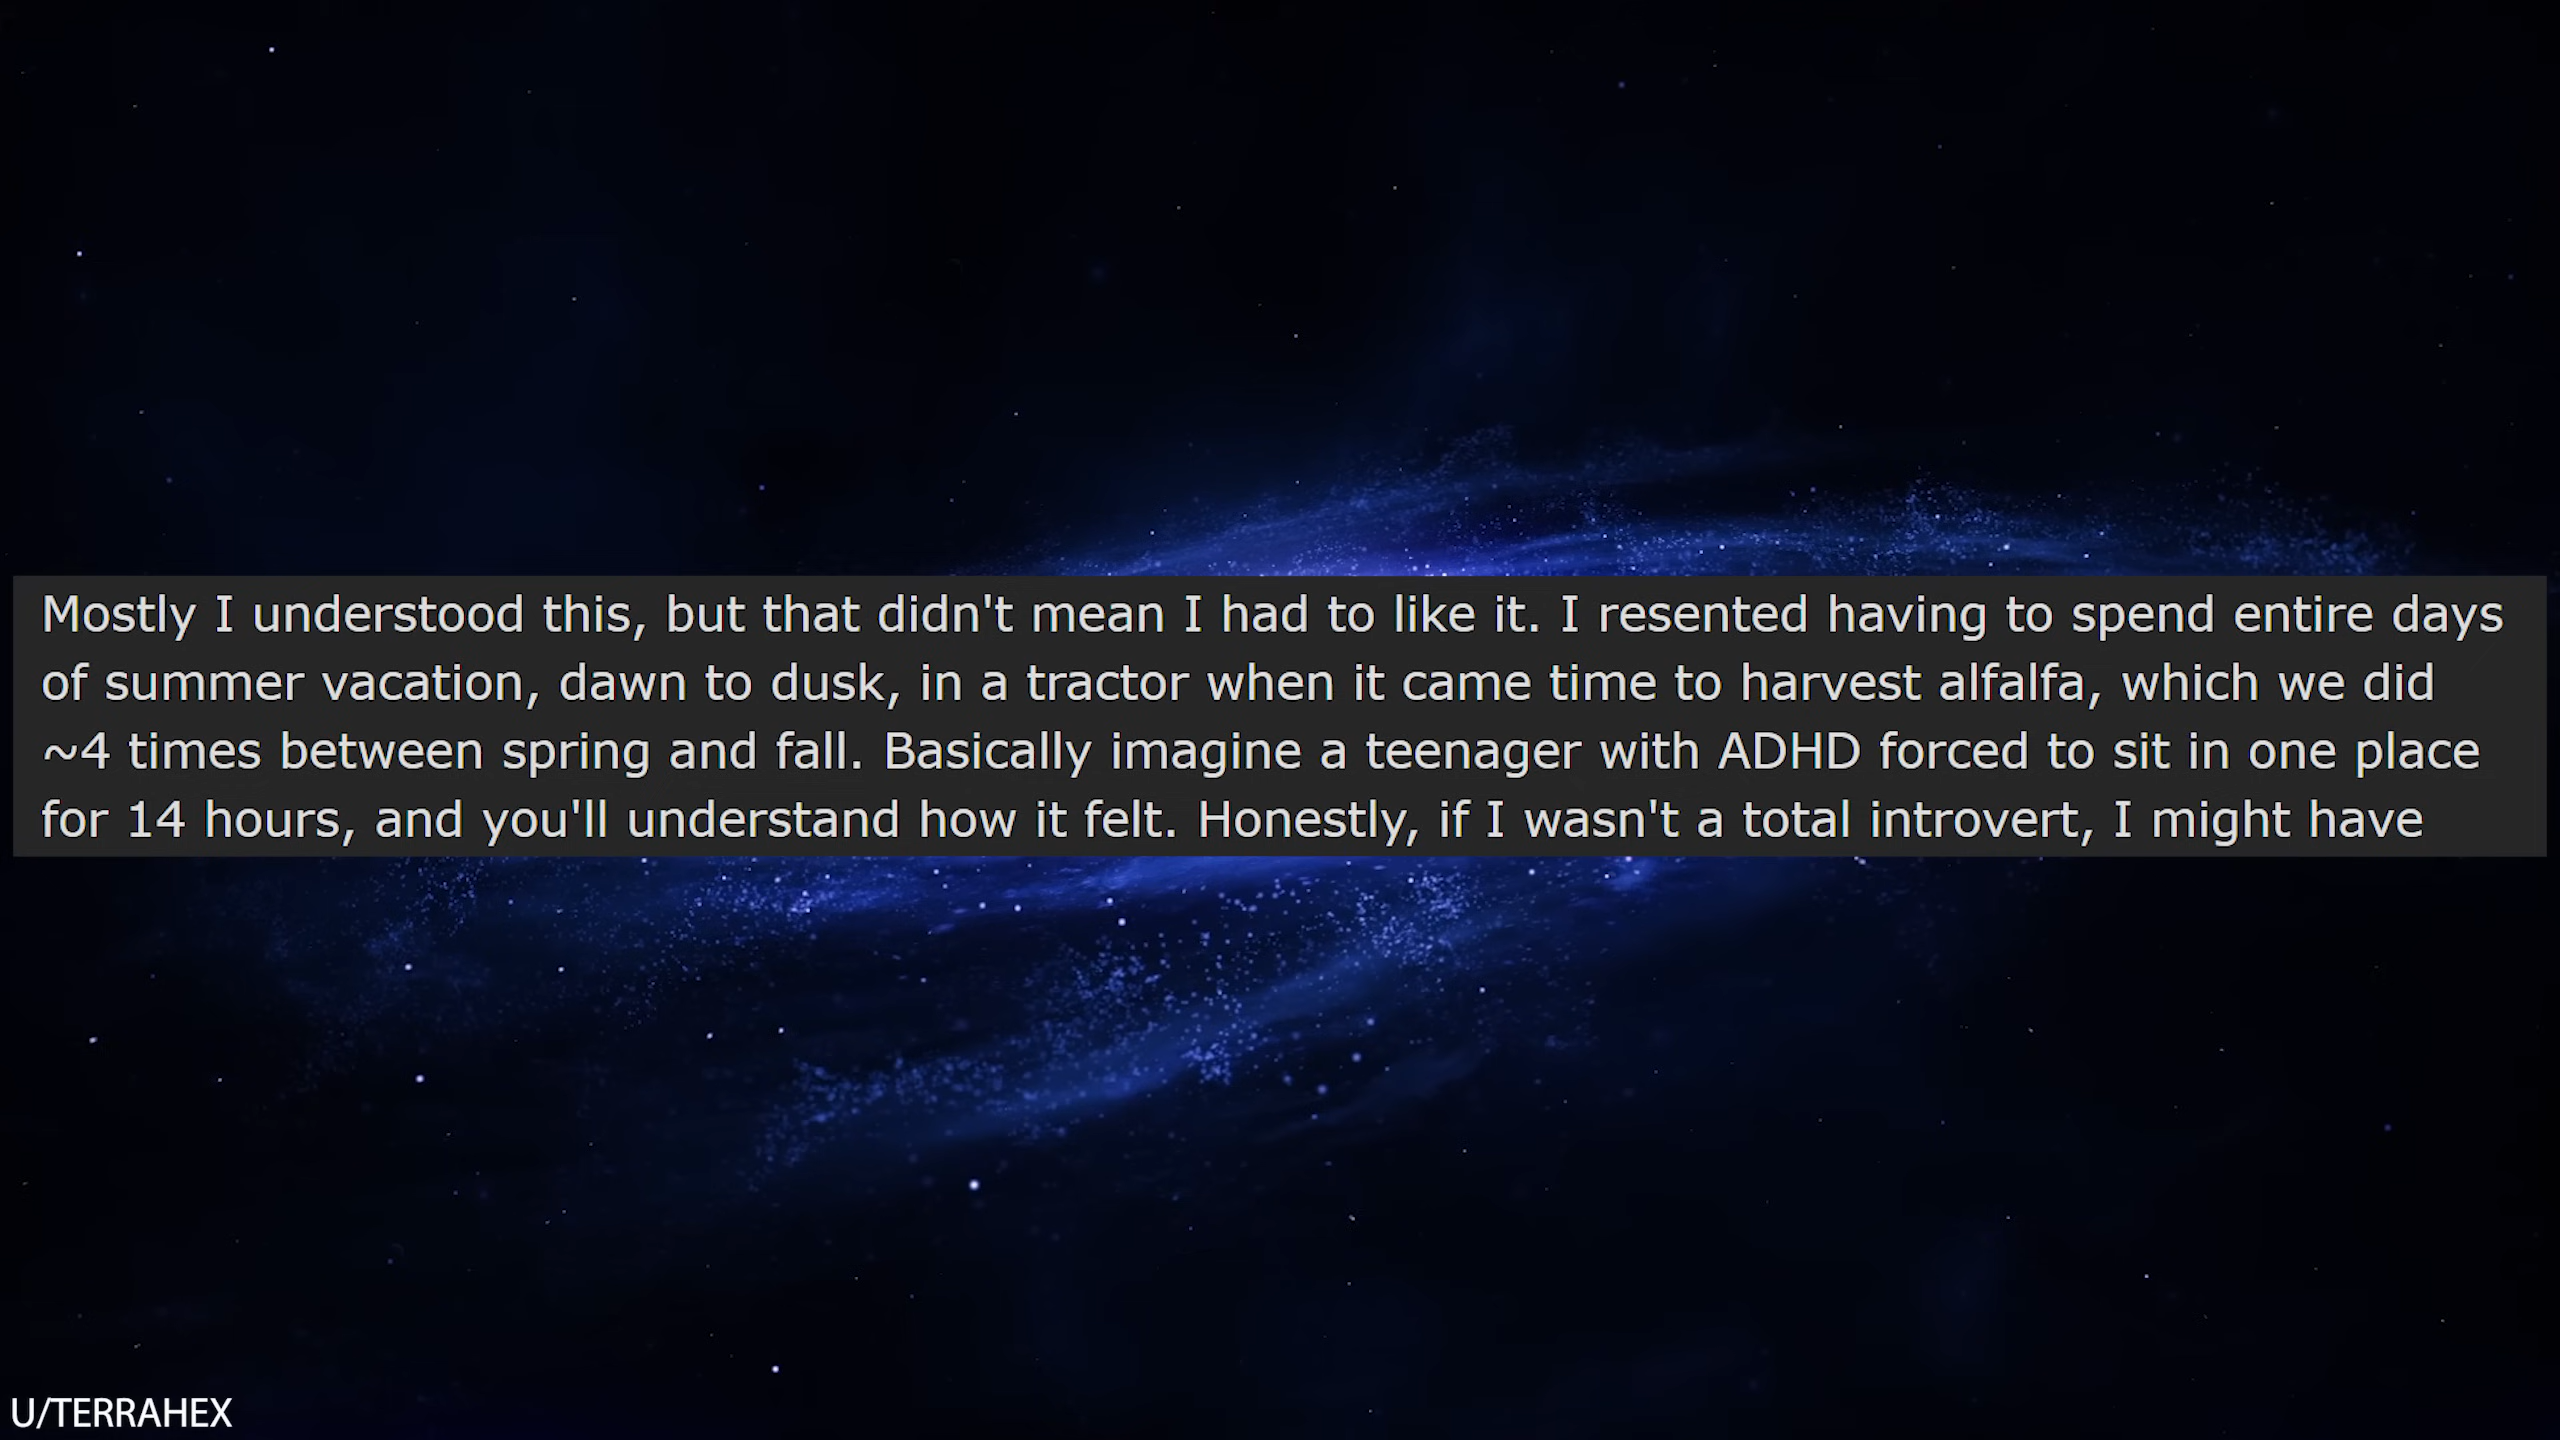 Mostly I understood this, but that didn't mean I had to like it. I resented having to spend entire days
of summer vacation, dawn to dusk, in a tractor when it came time to harvest alfalfa, which we did
~4 times between spring and fall. Basically imagine a teenager with ADHD forced to sit in one place
for 14 hours, and you'll understand how it felt. Honestly, if I wasn't a total introvert, I might have
U/TERRAHEX